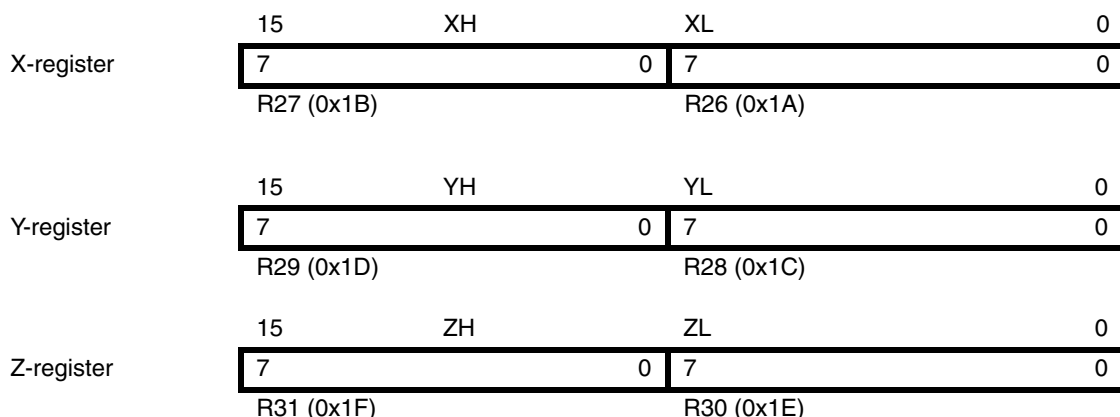 15 XH XL 0
X-register 7 0 7 0
R27 (0x1B) R26 (0x1A)
15 YH YL 0
Y-register 7 0 7 0
R29 (0x1D) R28 (0x1C)
15 ZH ZL 0
Z-register 7 0 7 0
R31 (0x1F) R30 (0x1E)